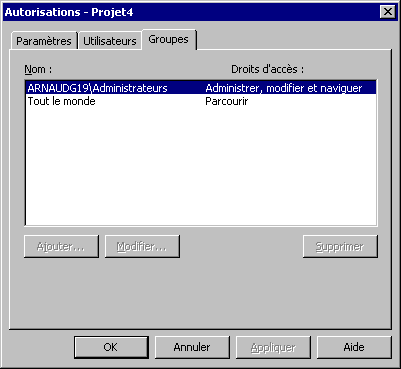 Autorisations - Projet4
Paramètres Utilisateurs Groupes
Nom : Droits d'accès :
ARNAUDG19\Administrateurs Administrer, modifier et naviguer
Tout le monde Parcourir
Ajouter... Modifier... Supprimer
OK Annuler Appliquer Aide